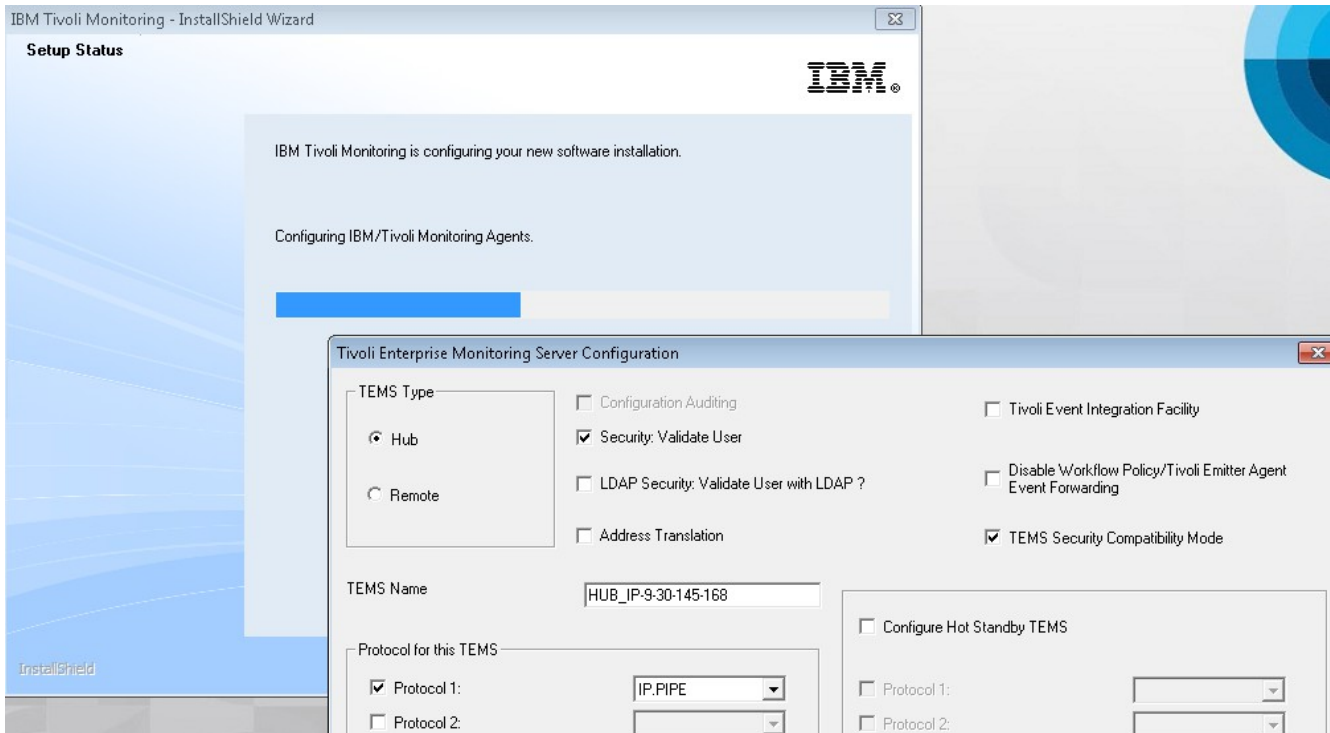 IBM Tivoli Monitoring - InstallShield Wizard
Setup Status
IBM®
IBM Tivoli Monitoring is configuring your new software installation.
Configuring IBM/Tivoli Monitoring Agents.
InstallShield
Tivoli Enterprise Monitoring Server Configuration
TEMS Type
Hub
Remote
Configuration Auditing
Security: Validate User
LDAP Security: Validate User with LDAP ?
Address Translation
Tivoli Event Integration Facility
Disable Workflow Policy/Tivoli Emitter Agent
Event Forwarding
TEMS Security Compatibility Mode
TEMS Name
HUB_IP-9-30-145-168
Protocol for this TEMS
Protocol 1:
IP.PIPE
Protocol 2:
Configure Hot Standby TEMS
Protocol 1:
Protocol 2: